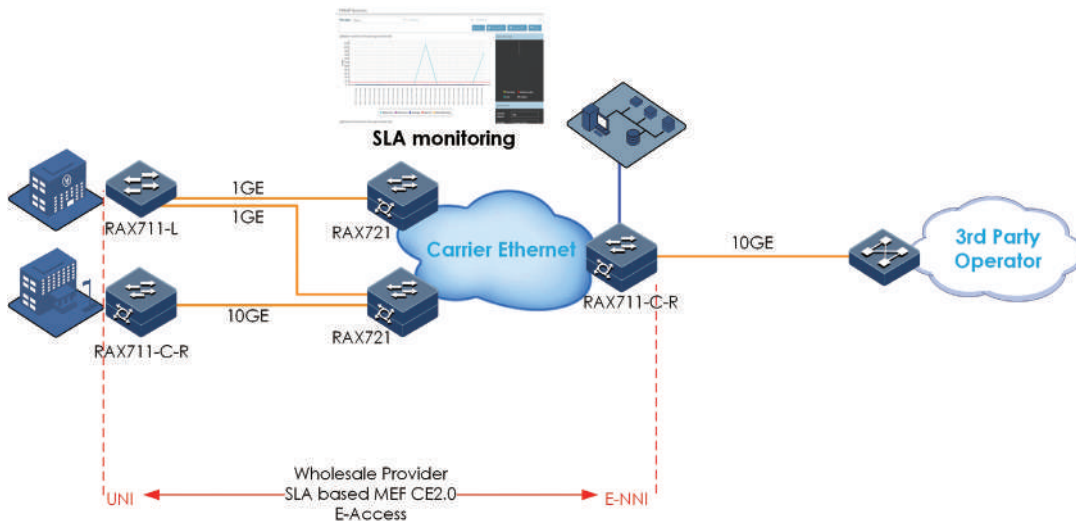 SLA monitoring
1GE
1GE
RAX711-L
RAX721
Carrier Ethernet
10GE
3rd Party
Operator
RAX711-C-R
10GE
RAX711-C-R
RAX721
Wholesale Provider
UNI
SLA based MEF CE2.0
E-NNI
E-Access